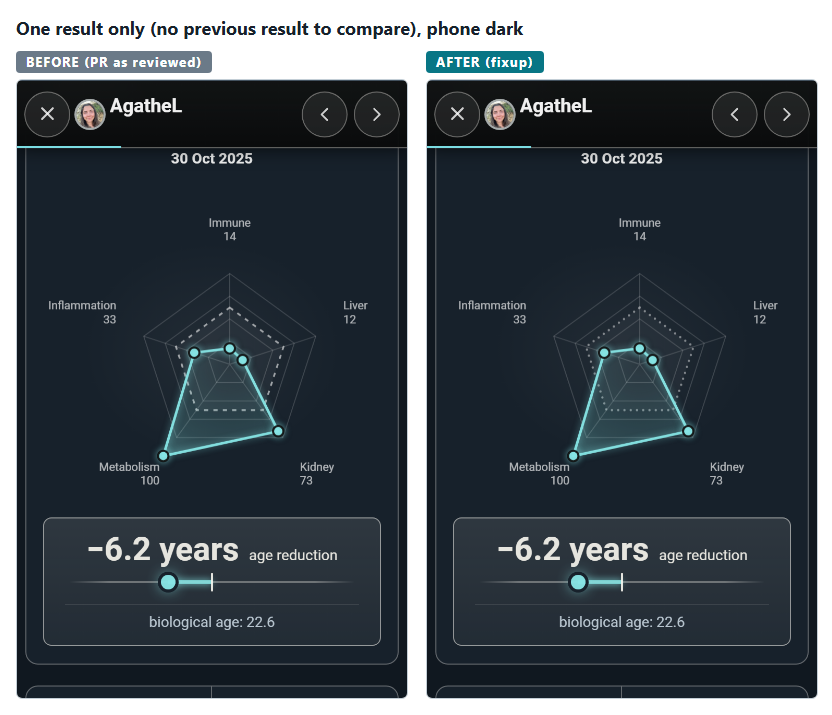 One result only (no previous result to compare), phone dark
BEFORE (PR as reviewed)
AgatheL
30 Oct 2025
Immune
14
Inflammation
33
Liver
12
Metabolism
100
Kidney
73
−6.2 years age reduction
biological age: 22.6
AFTER (fixup)
AgatheL
30 Oct 2025
Immune
14
Inflammation
33
Liver
12
Metabolism
100
Kidney
73
−6.2 years age reduction
biological age: 22.6